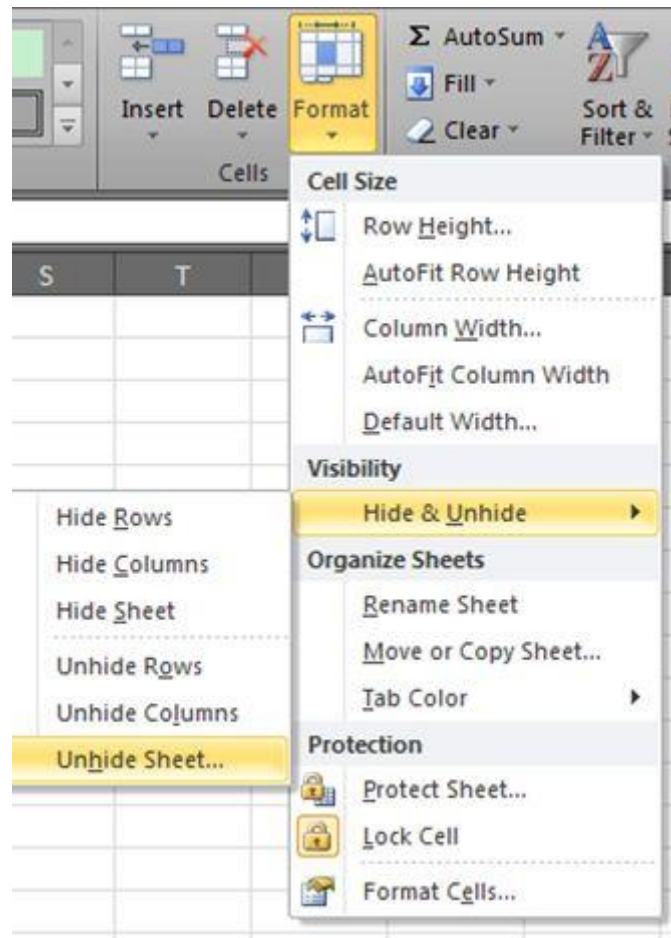 Insert
Delete
Format
Σ AutoSum
Fill
Clear
Sort &
Filter
Cells
S
T
Cell Size
Row Height...
AutoFit Row Height
Column Width...
AutoFit Column Width
Default Width...
Visibility
Hide & Unhide
Hide Rows
Hide Columns
Hide Sheet
Unhide Rows
Unhide Columns
Unhide Sheet...
Organize Sheets
Rename Sheet
Move or Copy Sheet...
Tab Color
Protection
Protect Sheet...
Lock Cell
Format Cells...